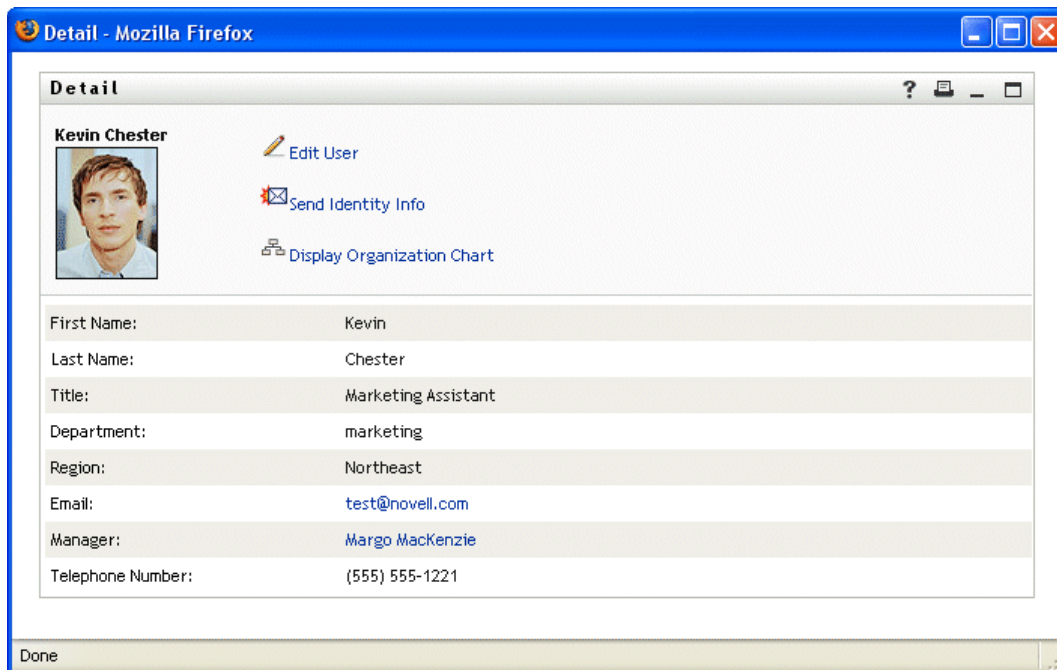 Detail - Mozilla Firefox
Detail
?
Kevin Chester
Edit User
Send Identity Info
Display Organization Chart
First Name: Kevin
Last Name: Chester
Title: Marketing Assistant
Department: marketing
Region: Northeast
Email: test@novell.com
Manager: Margo MacKenzie
Telephone Number: (555) 555-1221
Done